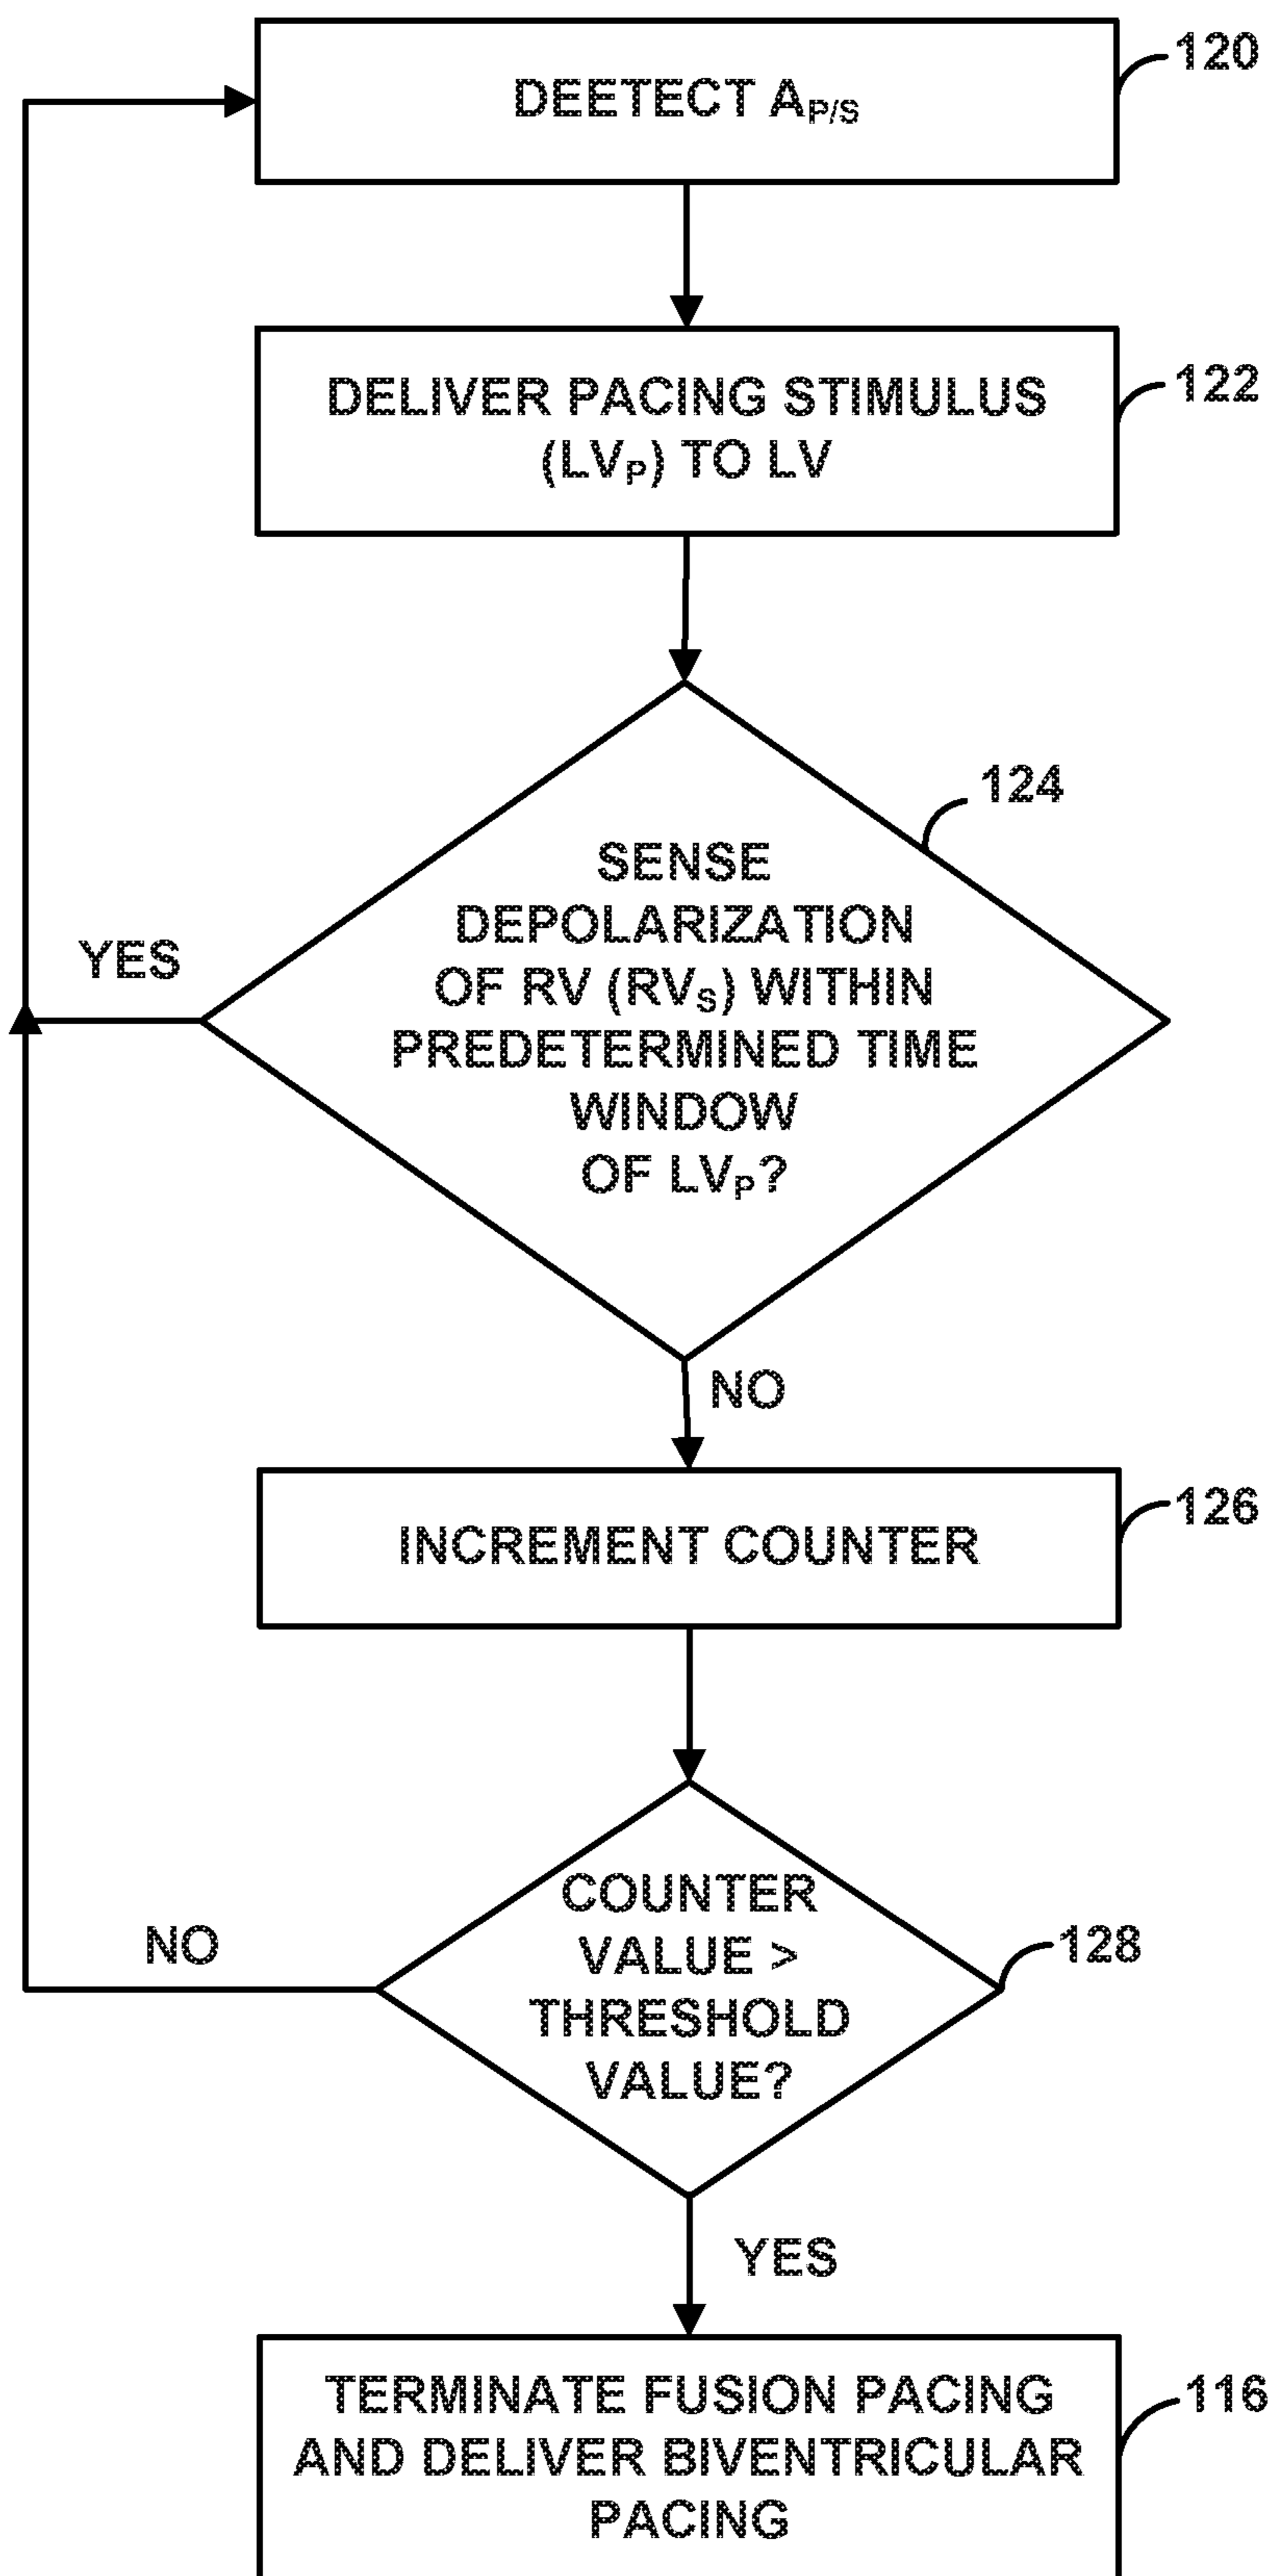 DEETECT AP/S
120
DELIVER PACING STIMULUS
(LVP) TO LV
122
124
SENSE
DEPOLARIZATION
OF RV (RVS) WITHIN
PREDETERMINED TIME
WINDOW
OF LVP?
YES
NO
INCREMENT COUNTER
126
COUNTER
VALUE >
THRESHOLD
VALUE?
128
NO
YES
TERMINATE FUSION PACING
AND DELIVER BIVENTRICULAR
PACING
116